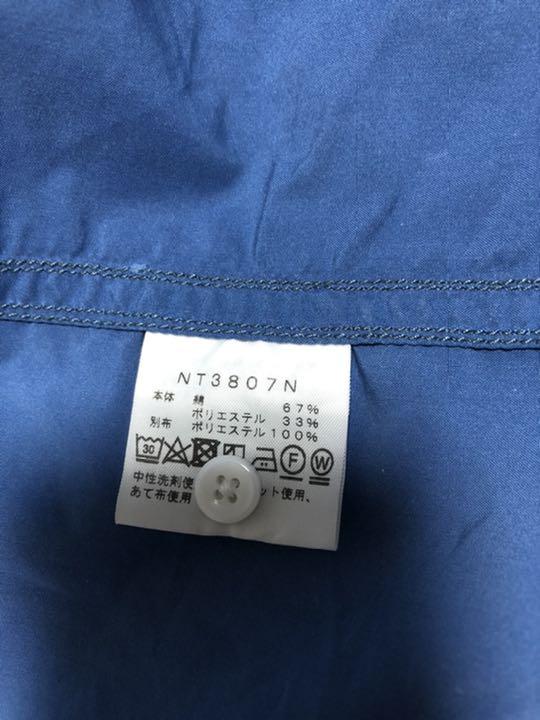 NT3807N
本体 綿 67%
ポリエステル 33%
別布 ポリエステル 100%
30 F W
中性洗剤使 ット使用、
あて布使用